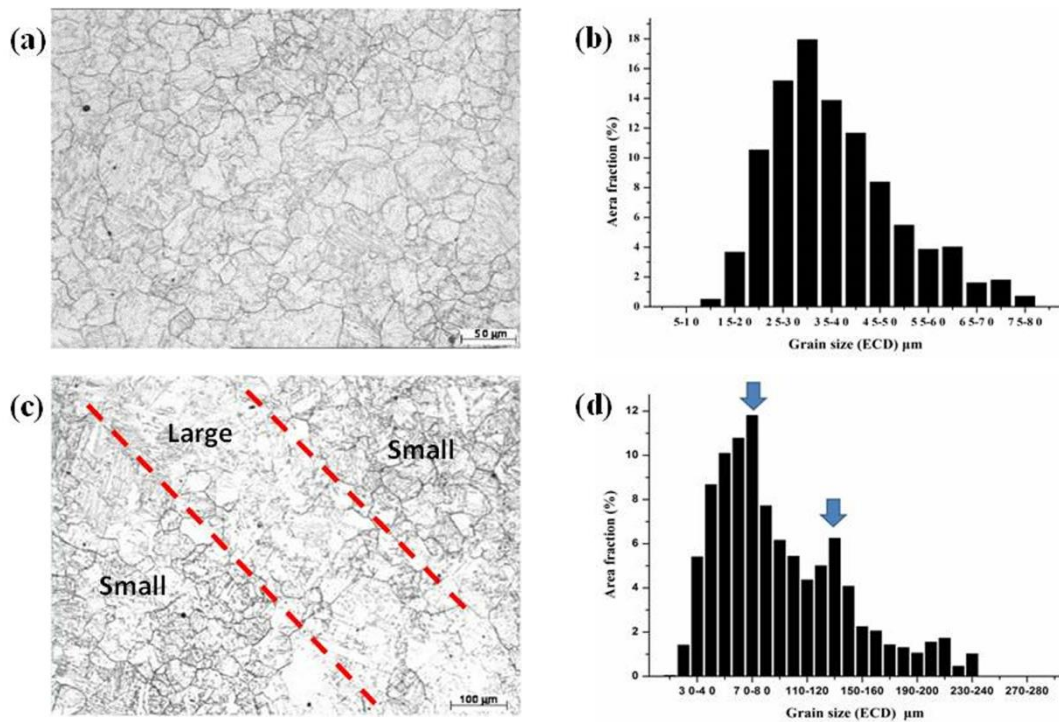 (a)
50 µm
(b)
Aera fraction (%)
18
16
14
12
10
8
6
4
2
0
5-10 15-20 25-30 35-40 45-50 55-60 65-70 75-80
Grain size (ECD) µm
(c)
Large
Small
Small
100 µm
(d)
Area fraction (%)
12
10
8
6
4
2
0
30-40 70-80 110-120 150-160 190-200 230-240 270-280
Grain size (ECD) µm